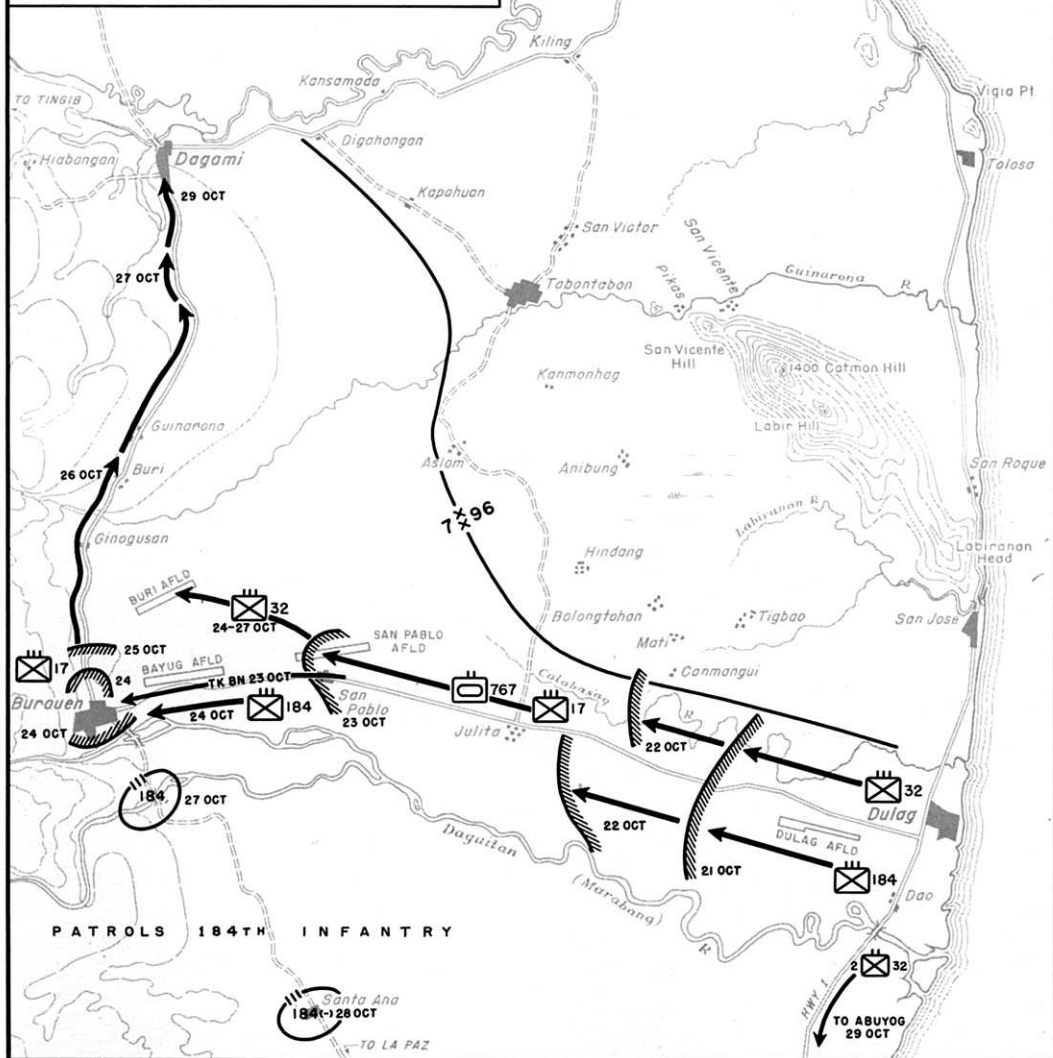 Kiling
Kansamada
TO TINGIB
Vigia Pt.
Digahongan
Hiabangan
Dagami
Tolosa
29 OCT
Kapahuan
San Victor
27 OCT
Tabontabon
Pikas
San Vicente
Guinarona R
San Vicente
Hill
1400 Catmon Hill
Kanmonhag
Labir Hill
Guinarona
Aslom
Anibung
San Roque
26 OCT
Buri
7 XX 96
Labiranan R
Ginogusan
Hindang
Labiranan
Head
BURI AFLD
32
24-27 OCT
Bolongtohan
Tigbao
San Jose
Mati
25 OCT
SAN PABLO
AFLD
Canmangui
17
24
BAYUG AFLD
TK BN 23 OCT
767
Calabasag R
Burauen
24 OCT
184
San
Pablo
17
24 OCT
23 OCT
Julita
22 OCT
32
184
27 OCT
22 OCT
Dulag
DULAG AFLD
21 OCT
Daguitan
(Marabang) R
184
Dao
PATROLS 184TH INFANTRY
2 32
Santa Ana
184(-) 28 OCT
HWY 1
TO ABUYOG
29 OCT
TO LA PAZ